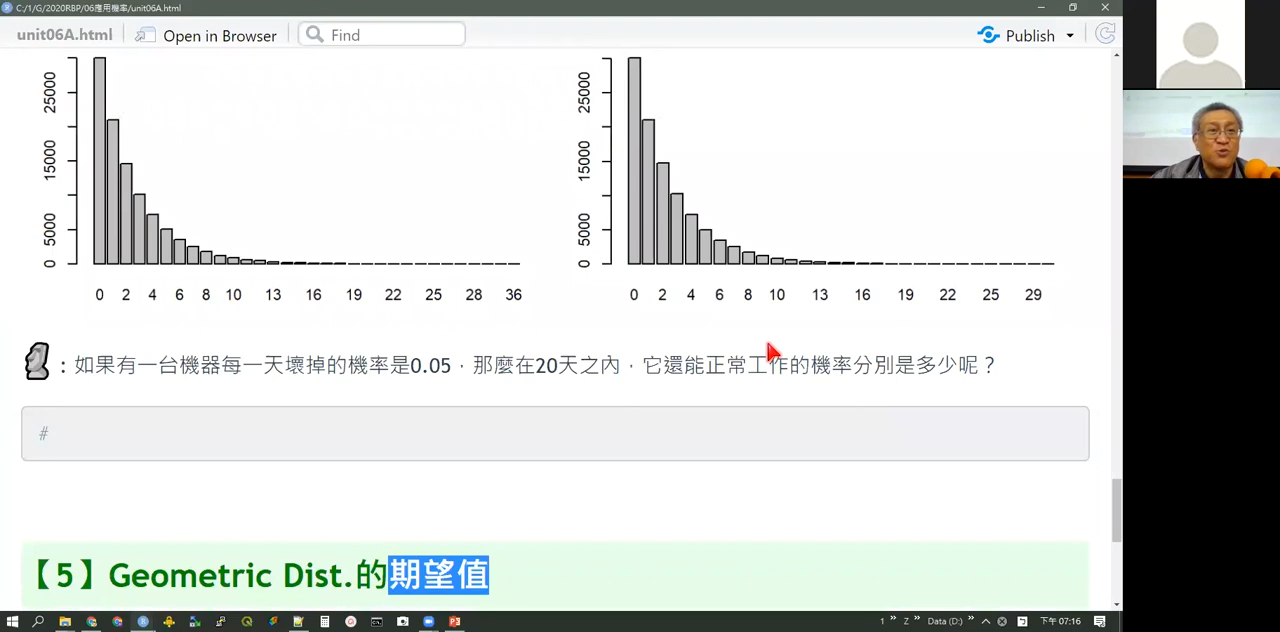 C:/1/G/2020RBP/06應用機率/unit06A.html
unit06A.html Open in Browser Find Publish
25000
15000
5000
0
0 2 4 6 8 10 13 16 19 22 25 28 36
25000
15000
5000
0
0 2 4 6 8 10 13 16 19 22 25 29
：如果有一台機器每一天壞掉的機率是0.05，那麼在20天之內，它還能正常工作的機率分別是多少呢？
#
【5】Geometric Dist.的期望值
1 » Z » Data (D:) » 下午 07:16